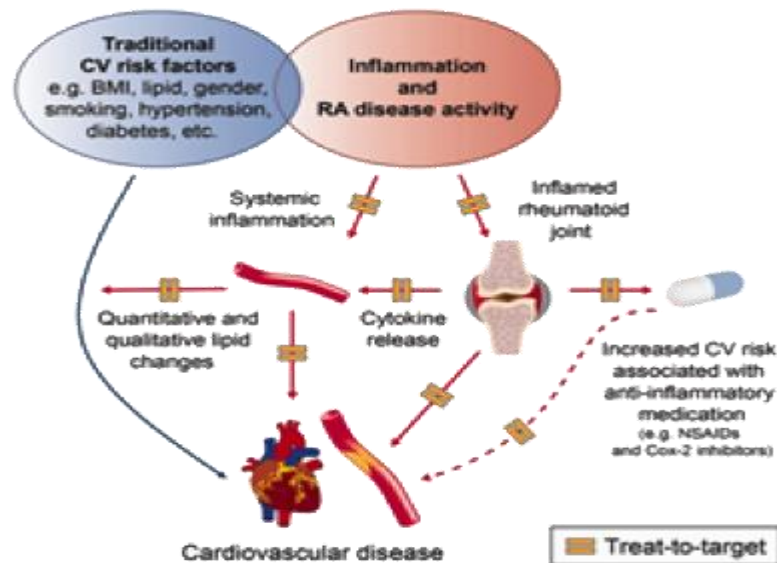 Traditional
CV risk factors
e.g. BMI, lipid, gender,
smoking, hypertension,
diabetes, etc.
Inflammation
and
RA disease activity
Systemic
inflammation
Inflamed
rheumatoid
joint
Quantitative and
qualitative lipid
changes
Cytokine
release
Increased CV risk
associated with
anti-inflammatory
medication
(e.g. NSAIDs
and Cox-2 inhibitors)
Cardiovascular disease
Treat-to-target